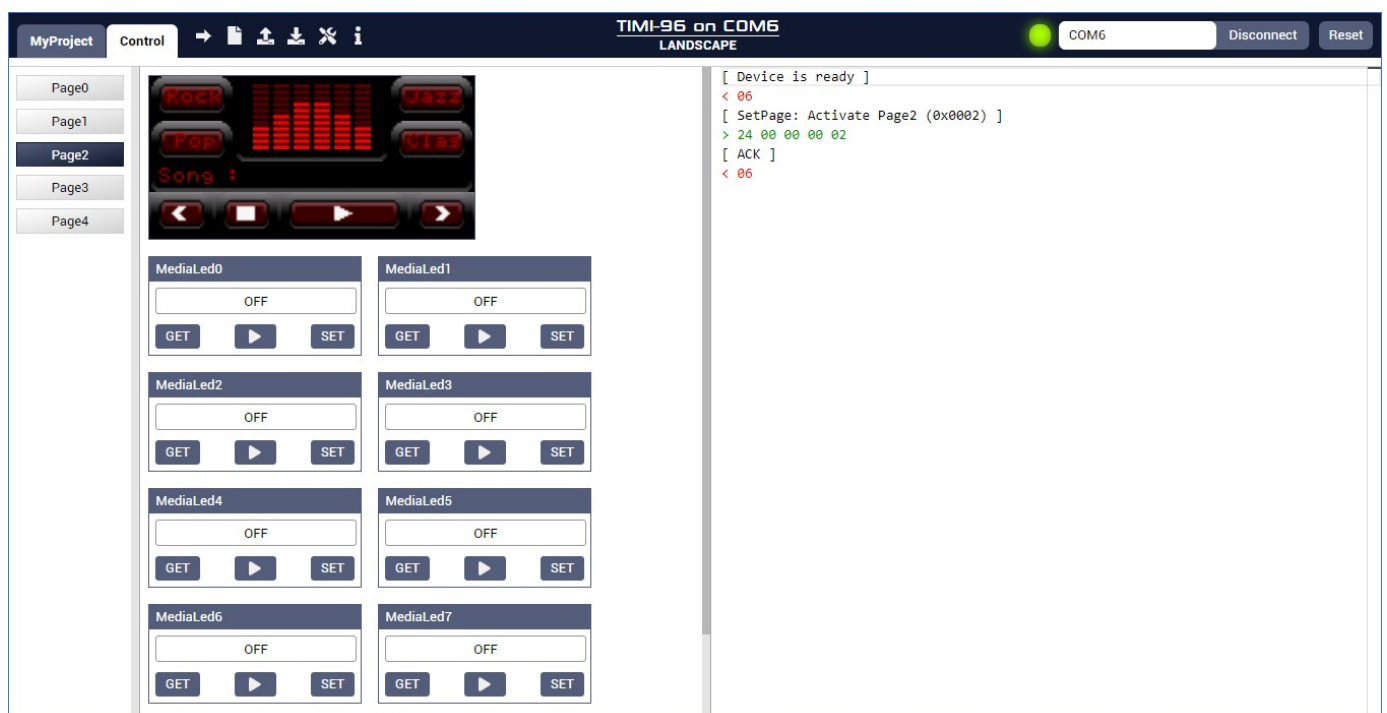 MyProject Control TIMI-96 on COM6 COM6 Disconnect Reset
LANDSCAPE
Page0
Page1
Page2
Page3
Page4
Rock Jazz
Pop Clas
Song :
MediaLed0 MediaLed1
OFF OFF
GET SET GET SET
MediaLed2 MediaLed3
OFF OFF
GET SET GET SET
MediaLed4 MediaLed5
OFF OFF
GET SET GET SET
MediaLed6 MediaLed7
OFF OFF
GET SET GET SET
[ Device is ready ]
< 06
[ SetPage: Activate Page2 (0x0002) ]
> 24 00 00 00 02
[ ACK ]
< 06